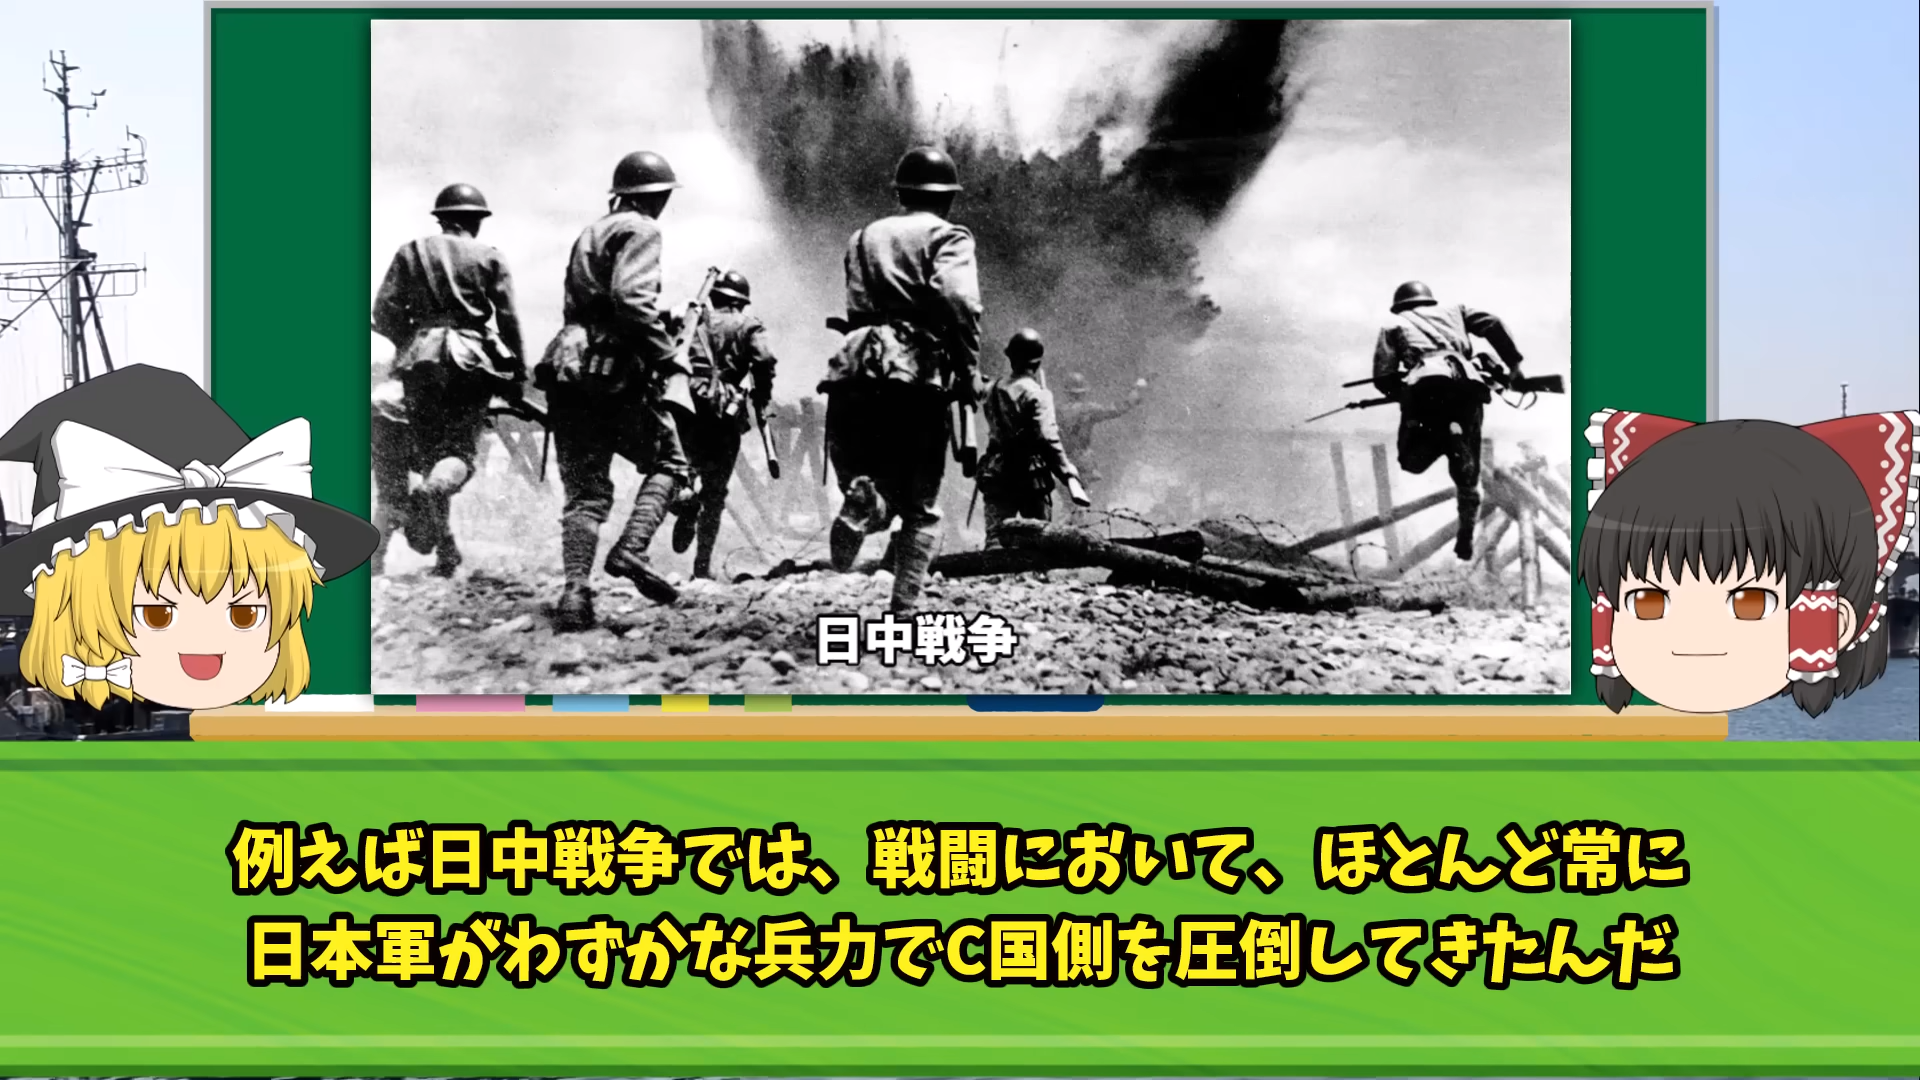 日中戦争
例えば日中戦争では、戦闘において、ほとんど常に
日本軍がわずかな兵力でC国側を圧倒してきたんだ